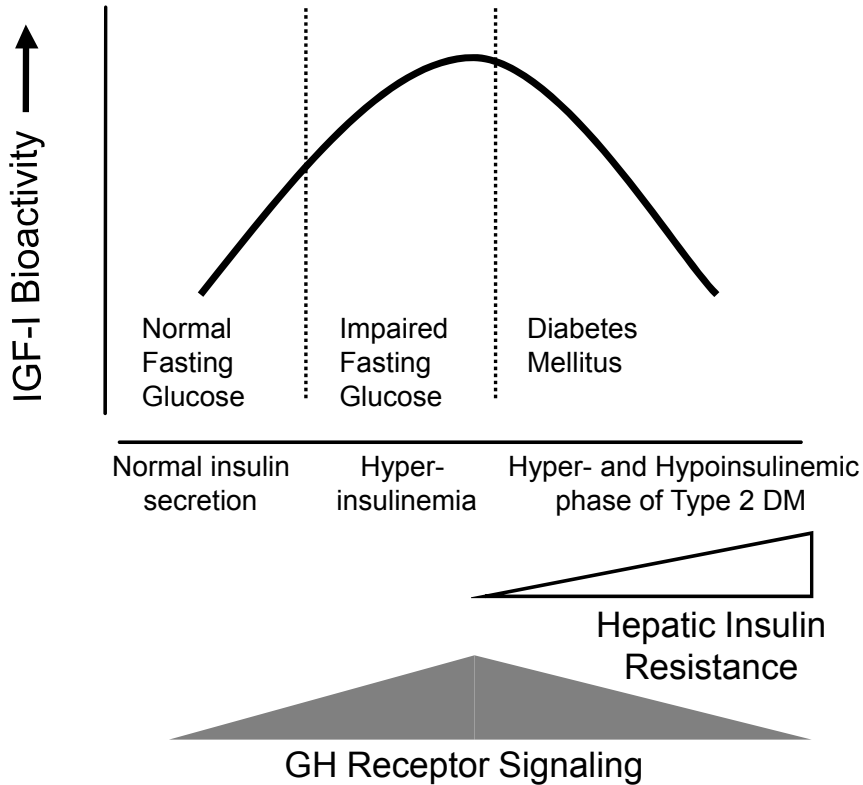 IGF-I Bioactivity
Normal
Fasting
Glucose
Impaired
Fasting
Glucose
Diabetes
Mellitus
Normal insulin
secretion
Hyper-
insulinemia
Hyper- and Hypoinsulinemic
phase of Type 2 DM
Hepatic Insulin
Resistance
GH Receptor Signaling